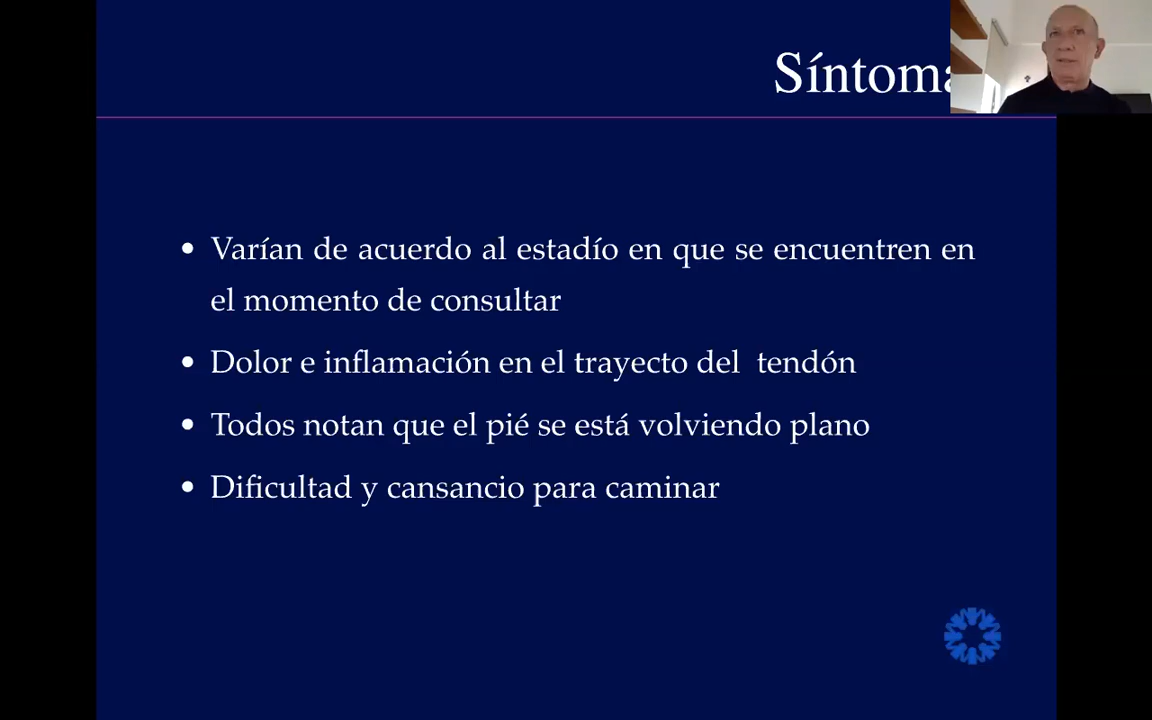 Síntoma
• Varían de acuerdo al estadío en que se encuentren en
el momento de consultar
• Dolor e inflamación en el trayecto del tendón
• Todos notan que el pié se está volviendo plano
• Dificultad y cansancio para caminar